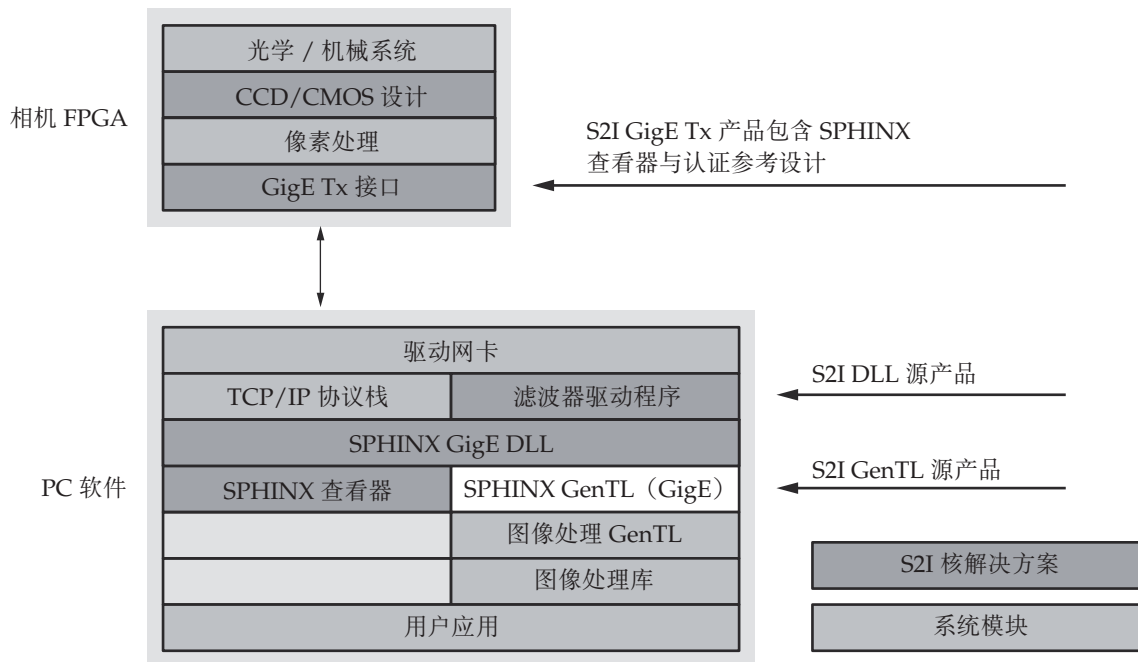 相机 FPGA
光学 / 机械系统
CCD/CMOS 设计
像素处理
GigE Tx 接口
S2I GigE Tx 产品包含 SPHINX
查看器与认证参考设计
PC 软件
驱动网卡
TCP/IP 协议栈
滤波器驱动程序
SPHINX GigE DLL
SPHINX 查看器
SPHINX GenTL（GigE）
图像处理 GenTL
图像处理库
用户应用
S2I DLL 源产品
S2I GenTL 源产品
S2I 核解决方案
系统模块